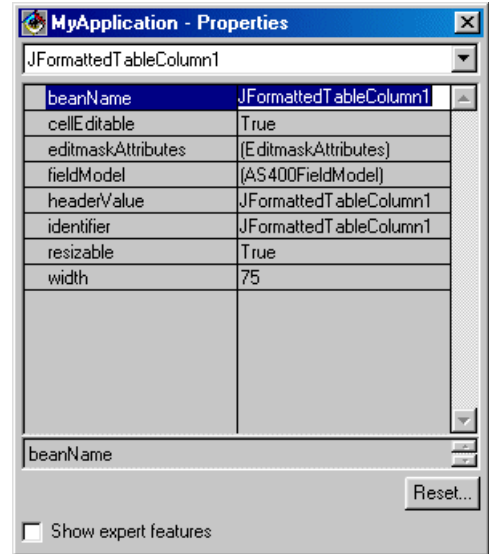 MyApplication - Properties
JFormattedTableColumn1
beanName JFormattedTableColumn1
cellEditable True
editmaskAttributes (EditmaskAttributes)
fieldModel (AS400FieldModel)
headerValue JFormattedTableColumn1
identifier JFormattedTableColumn1
resizable True
width 75
beanName
Reset...
Show expert features